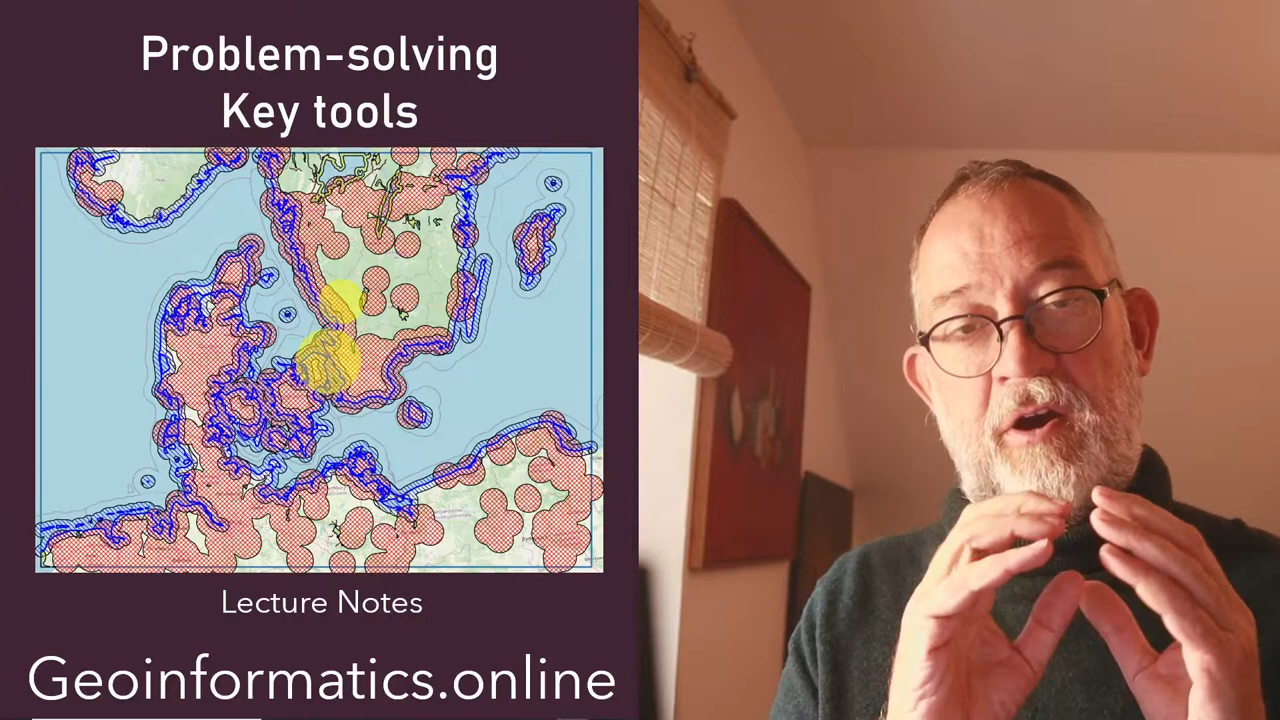 Problem-solving
Key tools
Lecture Notes
Geoinformatics.online